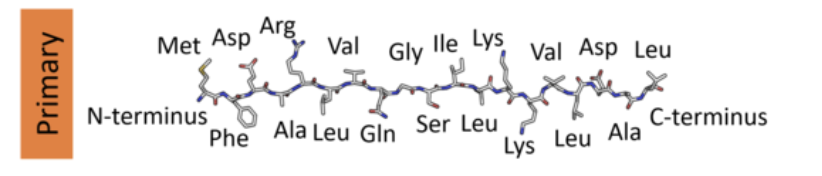 Primary
Met Asp Arg Val Gly Ile Lys Val Asp Leu
N-terminus C-terminus
Phe Ala Leu Gln Ser Leu Lys Leu Ala